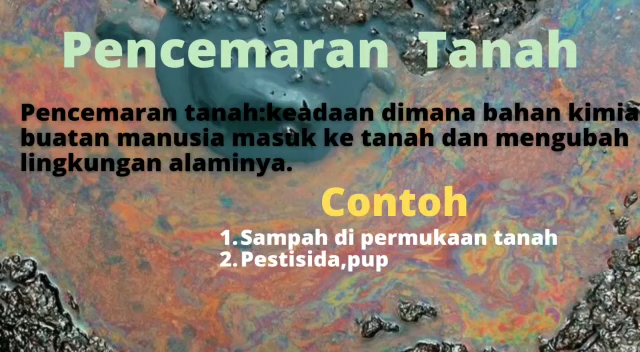 Pencemaran Tanah
Pencemaran tanah:keadaan dimana bahan kimia
buatan manusia masuk ke tanah dan mengubah
lingkungan alaminya.
Contoh
1.Sampah di permukaan tanah
2.Pestisida,pup